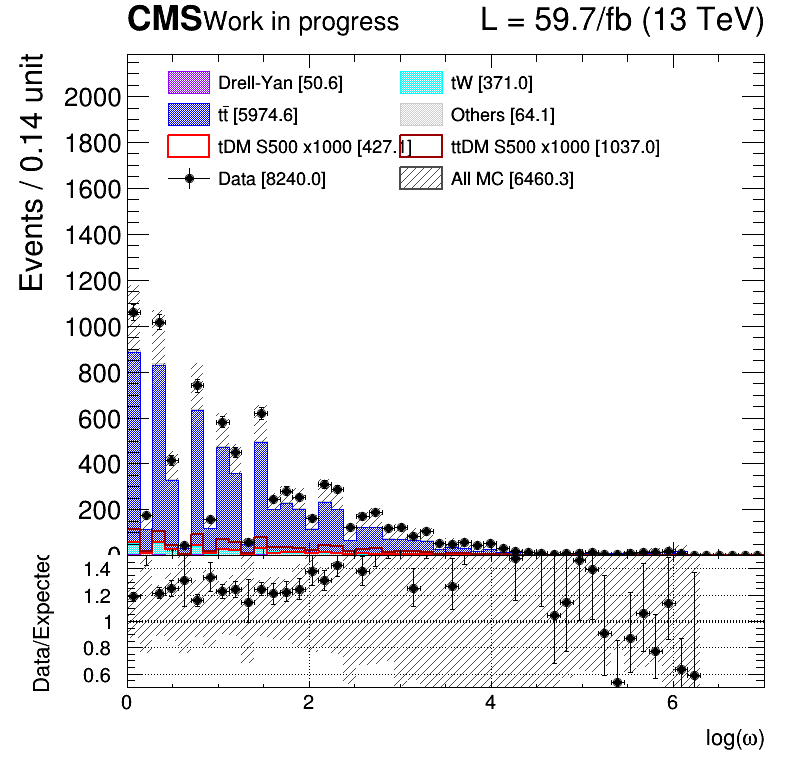 CMS Work in progress L = 59.7/fb (13 TeV)
Events / 0.14 unit
2000
1800
1600
1400
1200
1000
800
600
400
200
0
Drell-Yan [50.6] tW [371.0]
tt̄ [5974.6] Others [64.1]
tDM S500 x1000 [427.1] ttDM S500 x1000 [1037.0]
Data [8240.0] All MC [6460.3]
Data/Expected
1.4
1.2
1
0.8
0.6
0 2 4 6
log(ω)